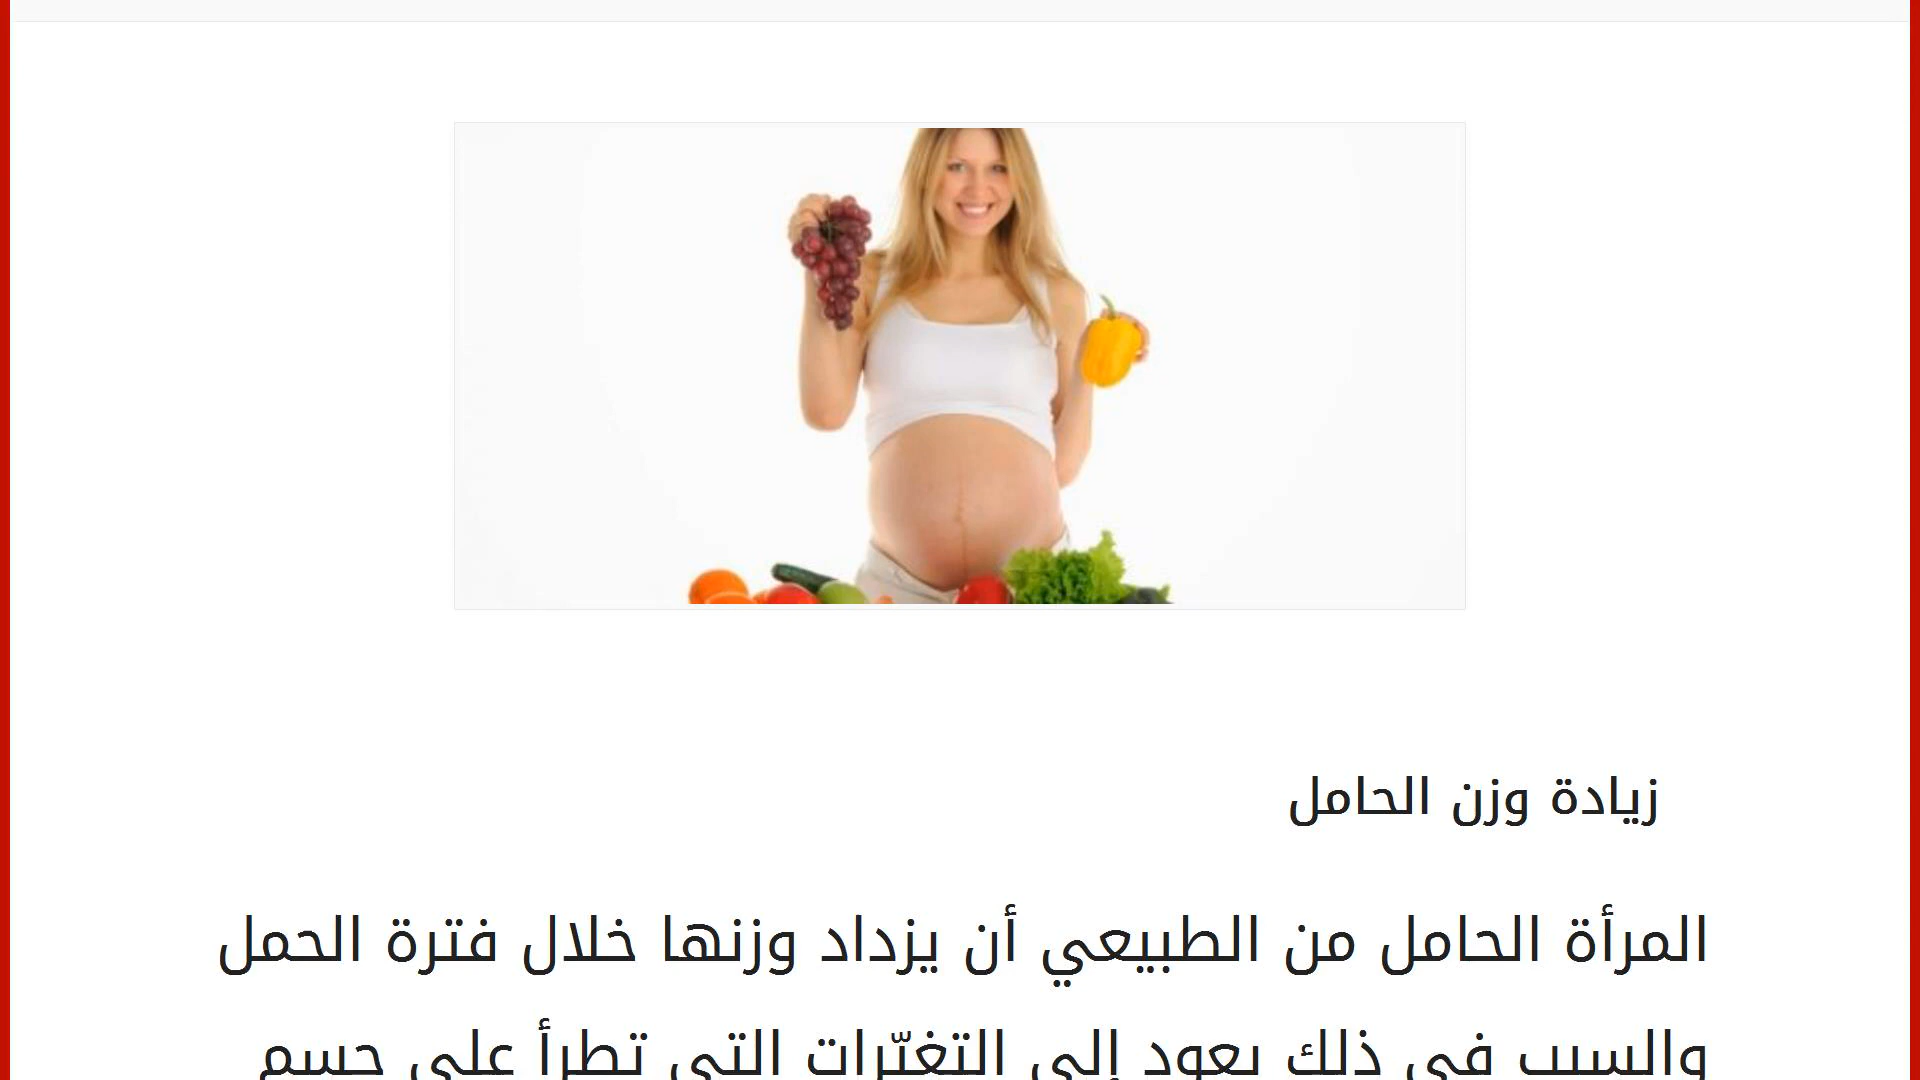 زيادة وزن الحامل
المرأة الحامل من الطبيعي أن يزداد وزنها خلال فترة الحمل
والسبب في ذلك يعود إلى التغيّرات التي تطرأ على جسم